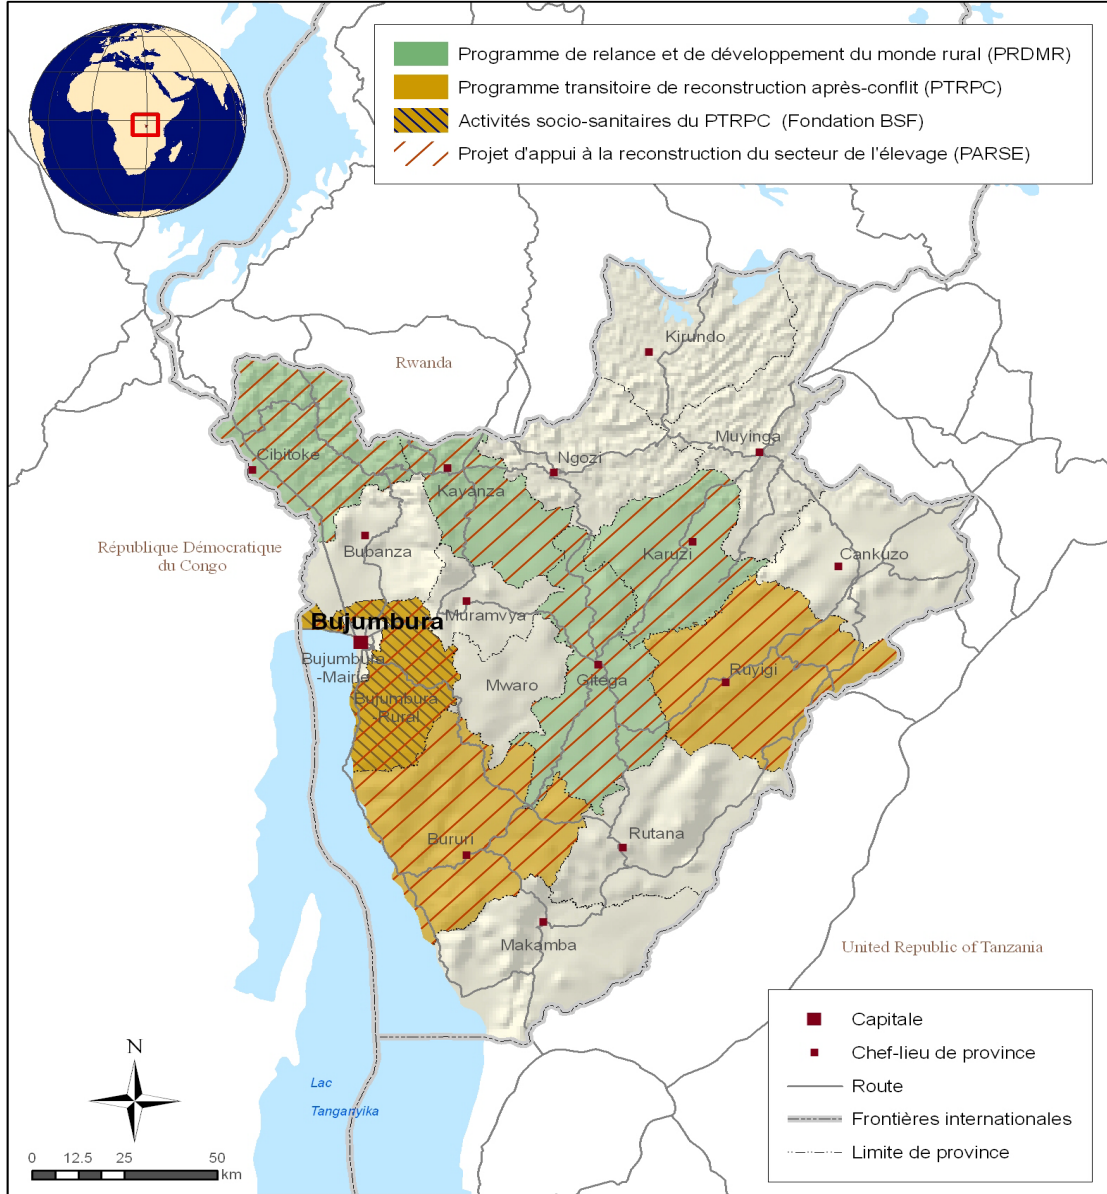 Programme de relance et de développement du monde rural (PRDMR)
Programme transitoire de reconstruction après-conflit (PTRPC)
Activités socio-sanitaires du PTRPC (Fondation BSF)
Projet d'appui à la reconstruction du secteur de l'élevage (PARSE)
Kirundo
Rwanda
Muyinga
Cibitoke
Ngozi
Kayanza
République Démocratique
du Congo
Bubanza
Karuzi
Cankuzo
Muramvya
Bujumbura
Bujumbura
-Mairie
Mwaro
Gitega
Ruyigi
Bujumbura
-Rural
Bururi
Rutana
Makamba
United Republic of Tanzania
Capitale
Chef-lieu de province
Route
Frontières internationales
Limite de province
N
Lac
Tanganyika
0 12.5 25 50
km